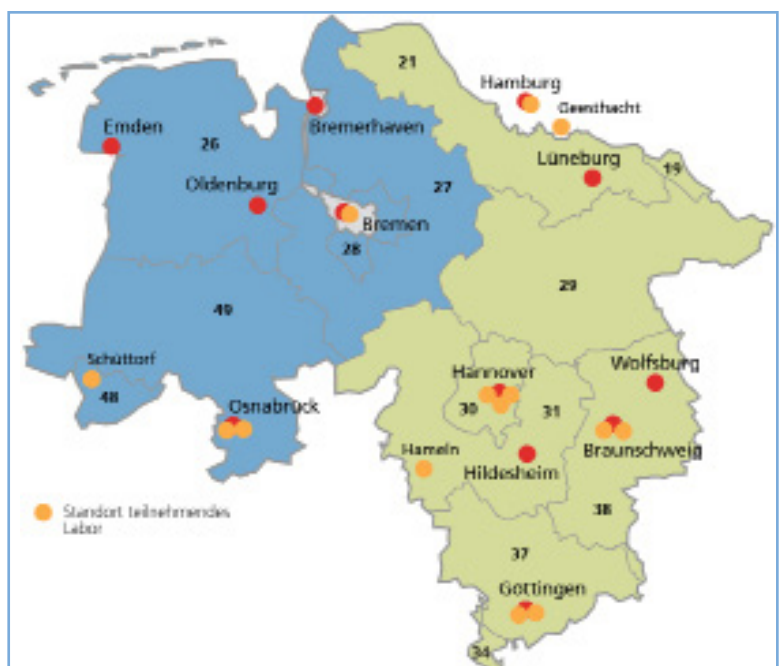 21
Hamburg
Geesthacht
Emden
26
Bremerhaven
Lüneburg
19
Oldenburg
27
Bremen
28
29
49
Schüttorf
48
Hannover
Wolfsburg
Osnabrück
30
31
Hameln
Hildesheim
Braunschweig
Standort teilnehmendes
Labor
38
37
Göttingen
34